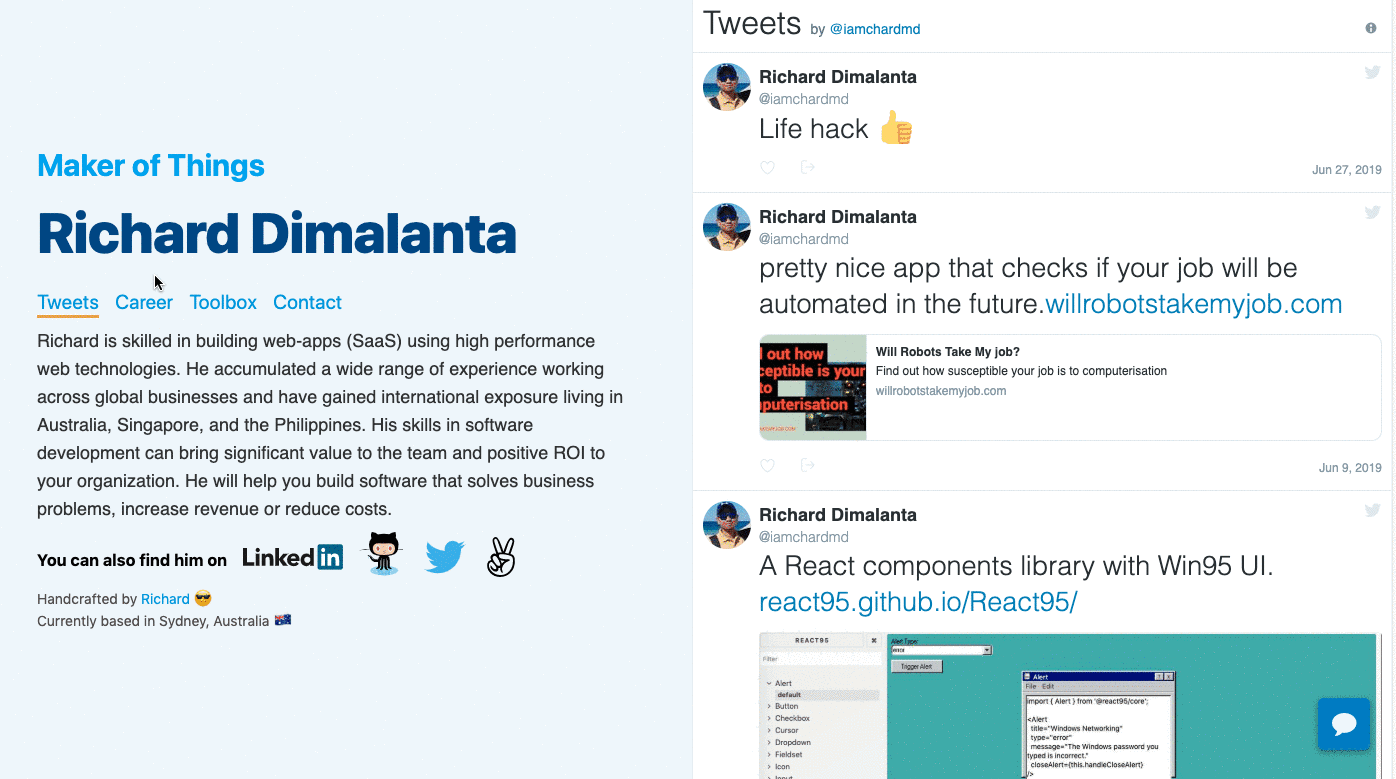 Maker of Things
Richard Dimalanta
Tweets Career Toolbox Contact
Richard is skilled in building web-apps (SaaS) using high performance
web technologies. He accumulated a wide range of experience working
across global businesses and have gained international exposure living in
Australia, Singapore, and the Philippines. His skills in software
development can bring significant value to the team and positive ROI to
your organization. He will help you build software that solves business
problems, increase revenue or reduce costs.
You can also find him on Linked in
Handcrafted by Richard 😎
Currently based in Sydney, Australia 🇦🇺
Tweets by @iamchardmd
Richard Dimalanta
@iamchardmd
Life hack 👍
Jun 27, 2019
Richard Dimalanta
@iamchardmd
pretty nice app that checks if your job will be
automated in the future.willrobotstakemyjob.com
l out how
ceptible is your
to
nputerisation
Will Robots Take My job?
Find out how susceptible your job is to computerisation
willrobotstakemyjob.com
Jun 9, 2019
Richard Dimalanta
@iamchardmd
A React components library with Win95 UI.
react95.github.io/React95/
REACT95
Filter
Alert
default
Button
Checkbox
Cursor
Dropdown
Fieldset
Icon
Alert Type:
error
Trigger Alert
Alert
File Edit
import { Alert } from '@react95/core';
<Alert
title="Windows Networking"
type="error"
message="The Windows password you
typed is incorrect."
closeAlert={this.handleCloseAlert}
/>